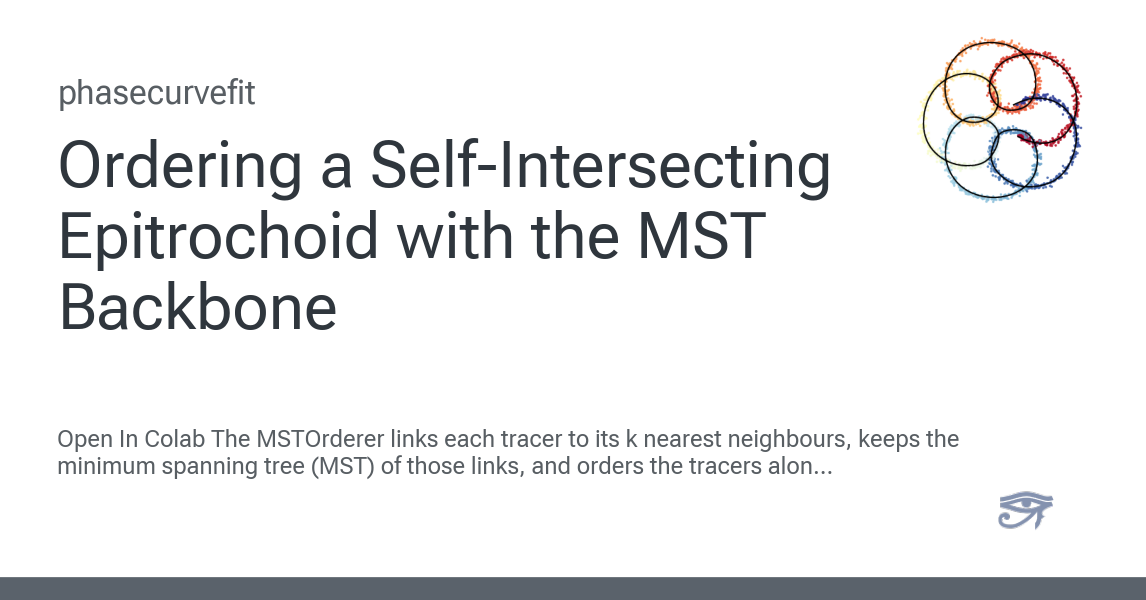 phasecurvefit
Ordering a Self-Intersecting
Epitrochoid with the MST
Backbone
Open In Colab The MSTOrderer links each tracer to its k nearest neighbours, keeps the
minimum spanning tree (MST) of those links, and orders the tracers alon...